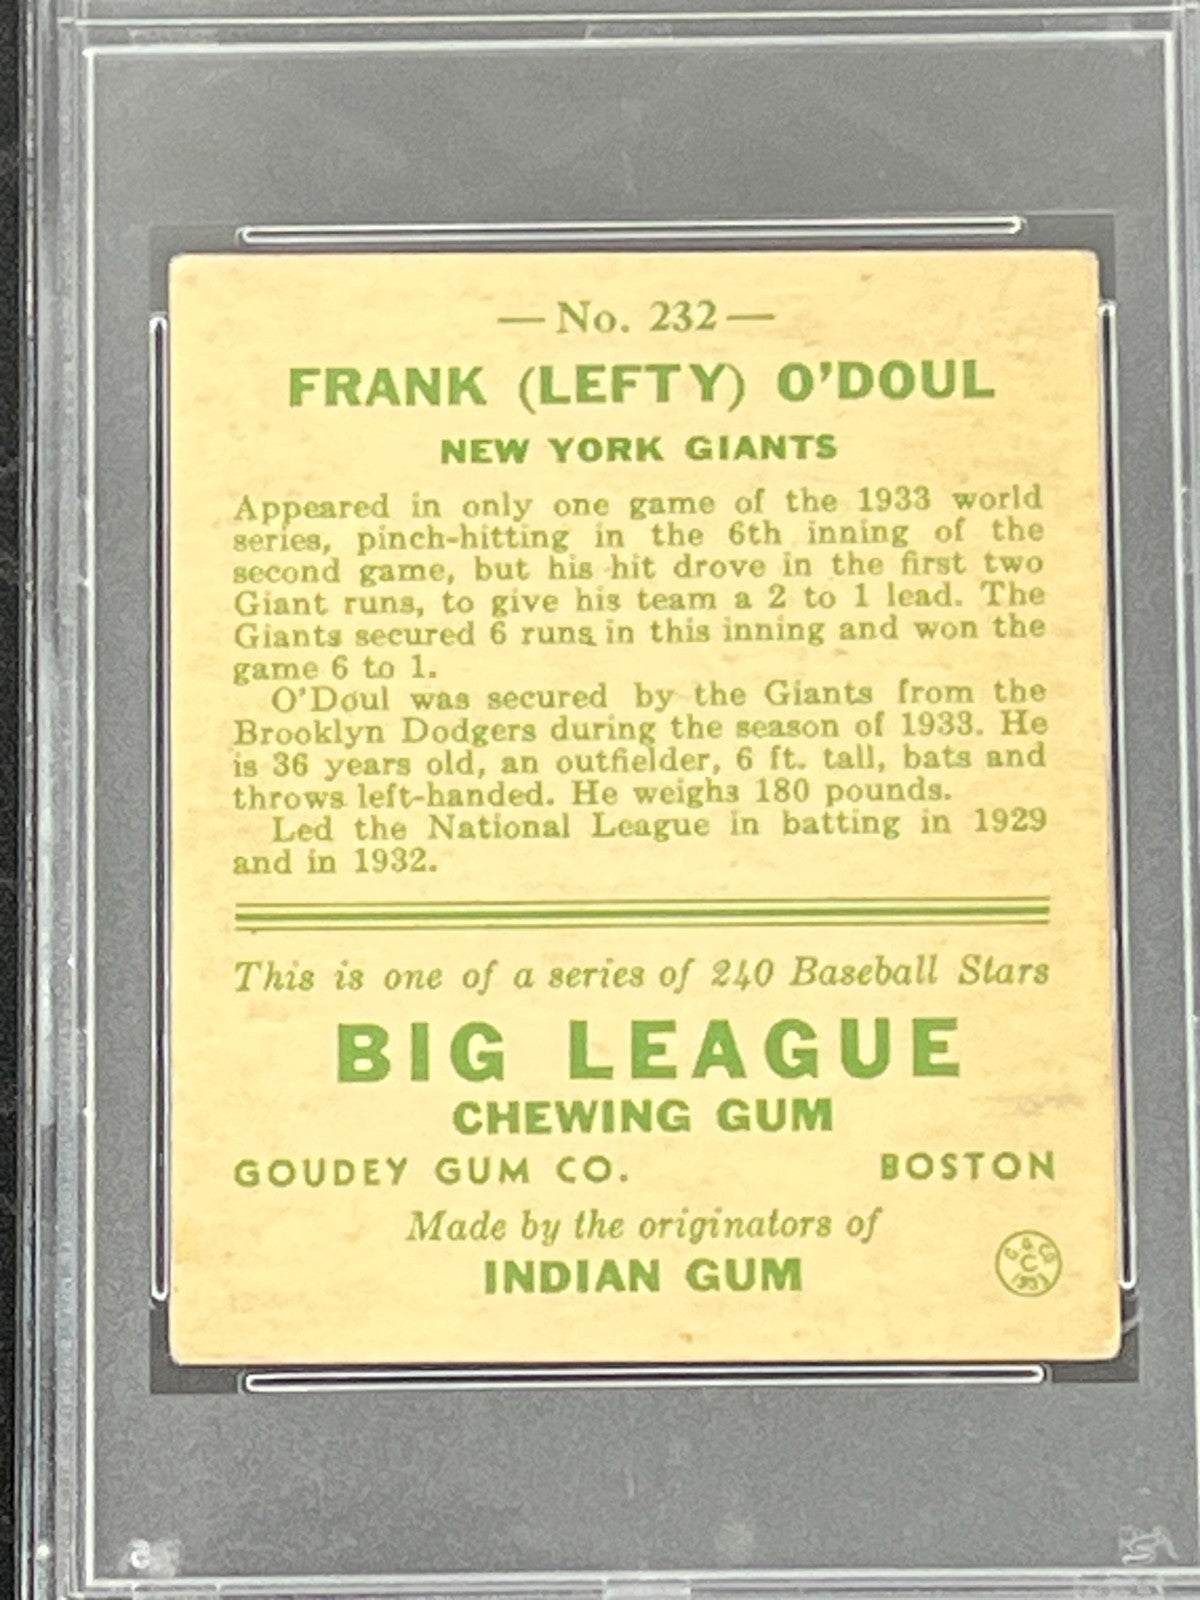 — No. 232 —
FRANK (LEFTY) O'DOUL
NEW YORK GIANTS
Appeared in only one game of the 1933 world
series, pinch-hitting in the 6th inning of the
second game, but his hit drove in the first two
Giant runs, to give his team a 2 to 1 lead. The
Giants secured 6 runs in this inning and won the
game 6 to 1.
O'Doul was secured by the Giants from the
Brooklyn Dodgers during the season of 1933. He
is 36 years old, an outfielder, 6 ft. tall, bats and
throws left-handed. He weighs 180 pounds.
Led the National League in batting in 1929
and in 1932.
This is one of a series of 240 Baseball Stars
BIG LEAGUE
CHEWING GUM
GOUDEY GUM CO. BOSTON
Made by the originators of
INDIAN GUM